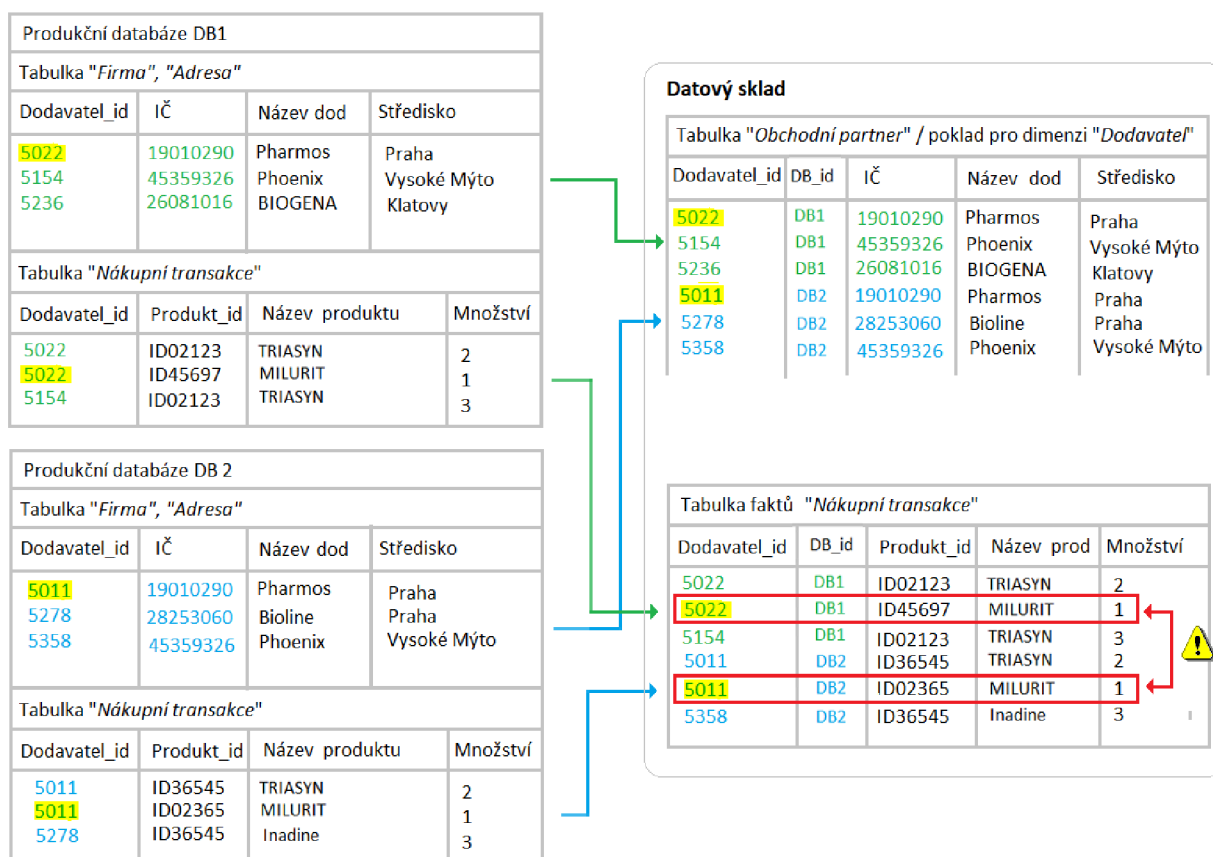 Produkční databáze DB1
Tabulka "Firma", "Adresa"
Dodavatel_id IČ Název dod Středisko
5022 19010290 Pharmos Praha
5154 45359326 Phoenix Vysoké Mýto
5236 26081016 BIOGENA Klatovy
Tabulka "Nákupní transakce"
Dodavatel_id Produkt_id Název produktu Množství
5022 ID02123 TRIASYN 2
5022 ID45697 MILURIT 1
5154 ID02123 TRIASYN 3
Produkční databáze DB 2
Tabulka "Firma", "Adresa"
Dodavatel_id IČ Název dod Středisko
5011 19010290 Pharmos Praha
5278 28253060 Bioline Praha
5358 45359326 Phoenix Vysoké Mýto
Tabulka "Nákupní transakce"
Dodavatel_id Produkt_id Název produktu Množství
5011 ID36545 TRIASYN 2
5011 ID02365 MILURIT 1
5278 ID36545 Inadine 3
Datový sklad
Tabulka "Obchodní partner" / poklad pro dimenzi "Dodavatel"
Dodavatel_id DB_id IČ Název dod Středisko
5022 DB1 19010290 Pharmos Praha
5154 DB1 45359326 Phoenix Vysoké Mýto
5236 DB1 26081016 BIOGENA Klatovy
5011 DB2 19010290 Pharmos Praha
5278 DB2 28253060 Bioline Praha
5358 DB2 45359326 Phoenix Vysoké Mýto
Tabulka faktů "Nákupní transakce"
Dodavatel_id DB_id Produkt_id Název prod Množství
5022 DB1 ID02123 TRIASYN 2
5022 DB1 ID45697 MILURIT 1
5154 DB1 ID02123 TRIASYN 3
5011 DB2 ID36545 TRIASYN 2
5011 DB2 ID02365 MILURIT 1
5358 DB2 ID36545 Inadine 3